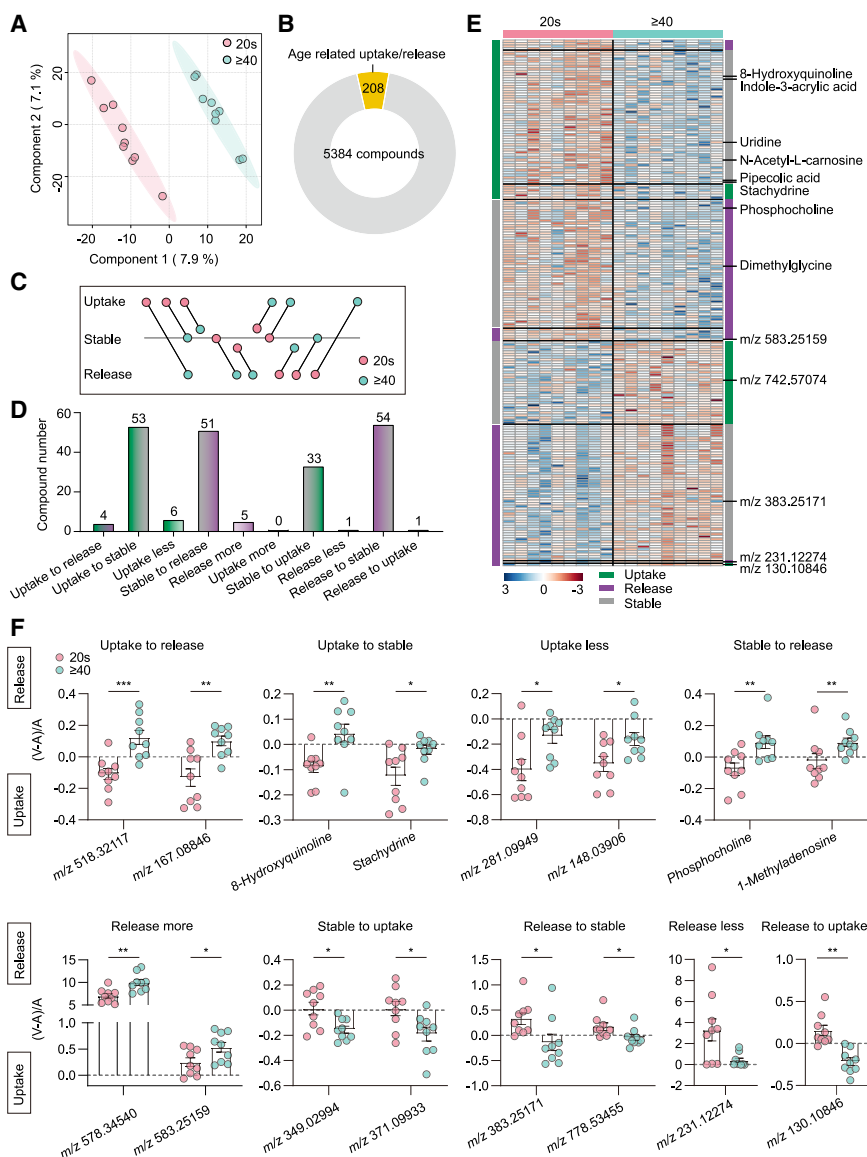 A
20s
≥40
Component 2 ( 7.1 %)
20
0
-20
-20
-10
0
10
20
Component 1 ( 7.9 %)
B
Age related uptake/release
208
5384 compounds
C
Uptake
Stable
Release
20s
≥40
D
Compound number
60
40
20
0
4
53
6
51
5
0
33
1
54
1
Uptake to release
Uptake to stable
Uptake less
Stable to release
Release more
Uptake more
Stable to uptake
Release less
Release to stable
Release to uptake
E
20s
≥40
8-Hydroxyquinoline
Indole-3-acrylic acid
Uridine
N-Acetyl-L-carnosine
Pipecolic acid
Stachydrine
Phosphocholine
Dimethylglycine
m/z 583.25159
m/z 742.57074
m/z 383.25171
m/z 231.12274
m/z 130.10846
3
0
-3
Uptake
Release
Stable
F
Release
Uptake
(V-A)/A
20s
≥40
Uptake to release
0.4
0.2
0.0
-0.2
-0.4
***
**
m/z 518.32117
m/z 167.08846
Uptake to stable
0.2
0.1
0.0
-0.1
-0.2
-0.3
**
*
8-Hydroxyquinoline
Stachydrine
Uptake less
0.2
-0.0
-0.2
-0.4
-0.6
-0.8
*
*
m/z 281.09949
m/z 148.03906
Stable to release
0.4
0.2
0.0
-0.2
-0.4
**
**
Phosphocholine
1-Methyladenosine
Release
Uptake
(V-A)/A
Release more
15
10
5
1.0
0.5
0.0
**
*
m/z 578.34540
m/z 583.25159
Stable to uptake
0.4
0.2
0.0
-0.2
-0.4
-0.6
*
*
m/z 349.02994
m/z 371.09933
Release to stable
1.5
1.0
0.5
0.0
-0.5
-1.0
*
*
m/z 383.25171
m/z 778.53455
Release less
10
8
6
4
2
0
*
m/z 231.12274
Release to uptake
1.0
0.5
0.0
-0.5
**
m/z 130.10846